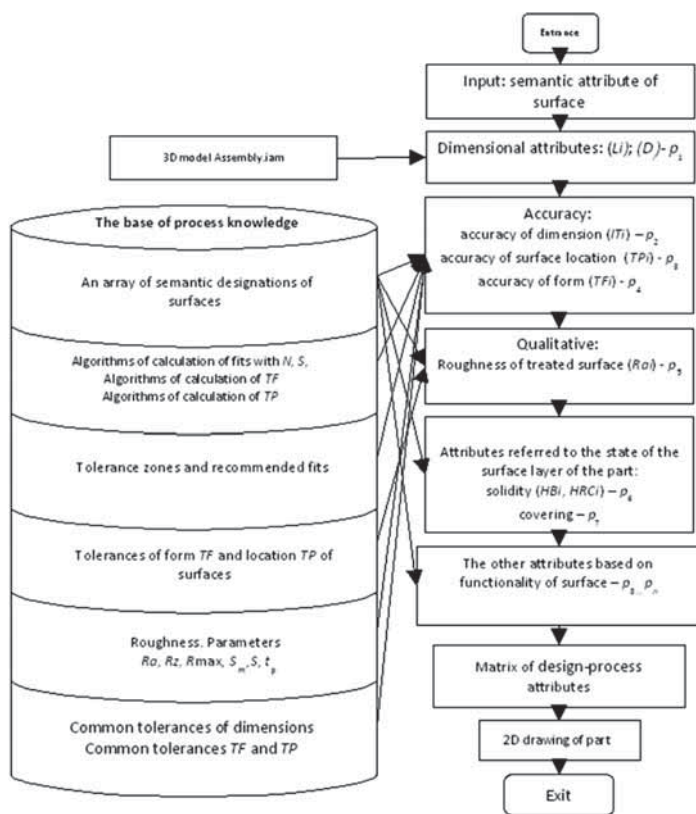 Entrance
Input: semantic attribute of
surface
3D model Assembly.iam
Dimensional attributes: (Li); (D)- p₁
The base of process knowledge
An array of semantic designations of
surfaces
Algorithms of calculation of fits with N, S,
Algorithms of calculation of TF
Algorithms of calculation of TP
Tolerance zones and recommended fits
Tolerances of form TF and location TP of
surfaces
Roughness. Parameters
Ra, Rz, Rmax, Sₘ, S, tₚ
Common tolerances of dimensions
Common tolerances TF and TP
Accuracy:
accuracy of dimension (ITi) – p₂
accuracy of surface location (TPi) - p₃
accuracy of form (TFi) - p₄
Qualitative:
Roughness of treated surface (Rai) - p₅
Attributes referred to the state of the
surface layer of the part:
solidity (HBi, HRCi) – p₆
covering – p₇
The other attributes based on
functionality of surface – p₈... pₙ
Matrix of design-process
attributes
2D drawing of part
Exit